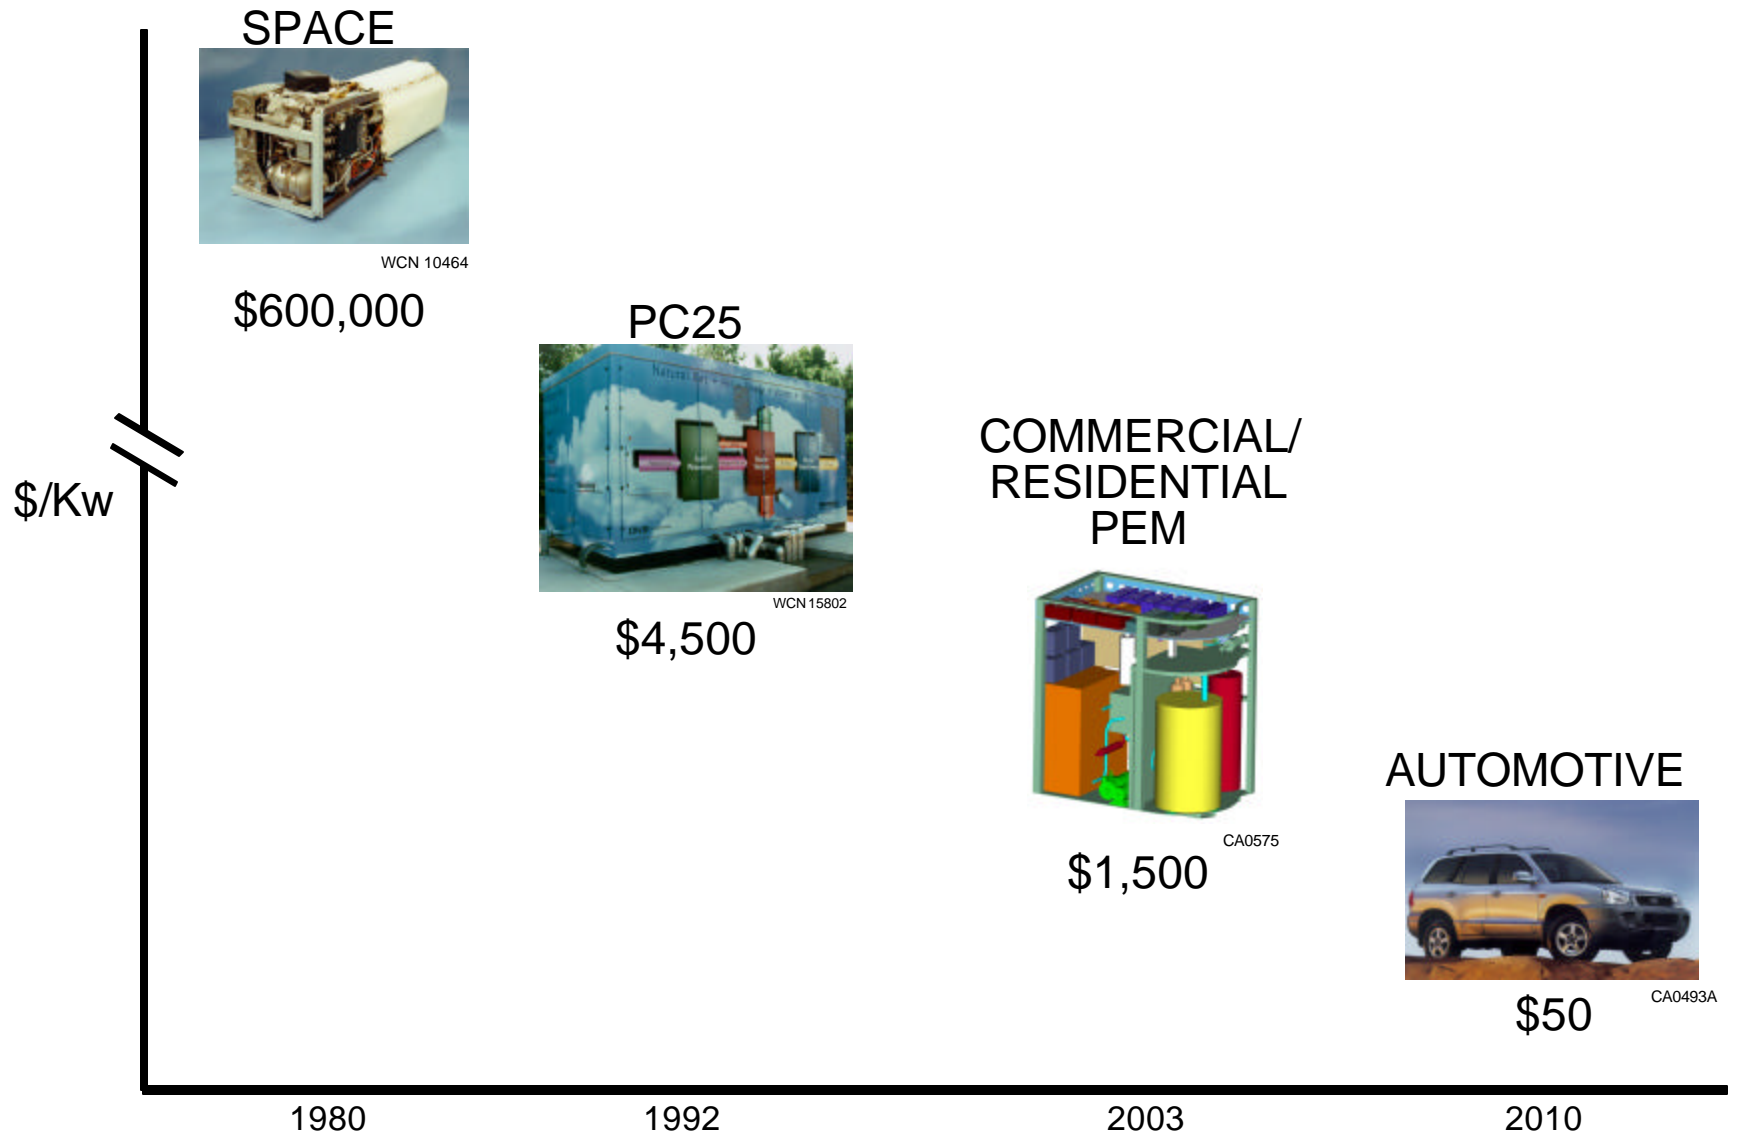 SPACE
WCN 10464
$600,000
PC25
Natural
WCN 15802
$4,500
$/Kw
COMMERCIAL/
RESIDENTIAL
PEM
CA0575
$1,500
AUTOMOTIVE
CA0493A
$50
1980
1992
2003
2010